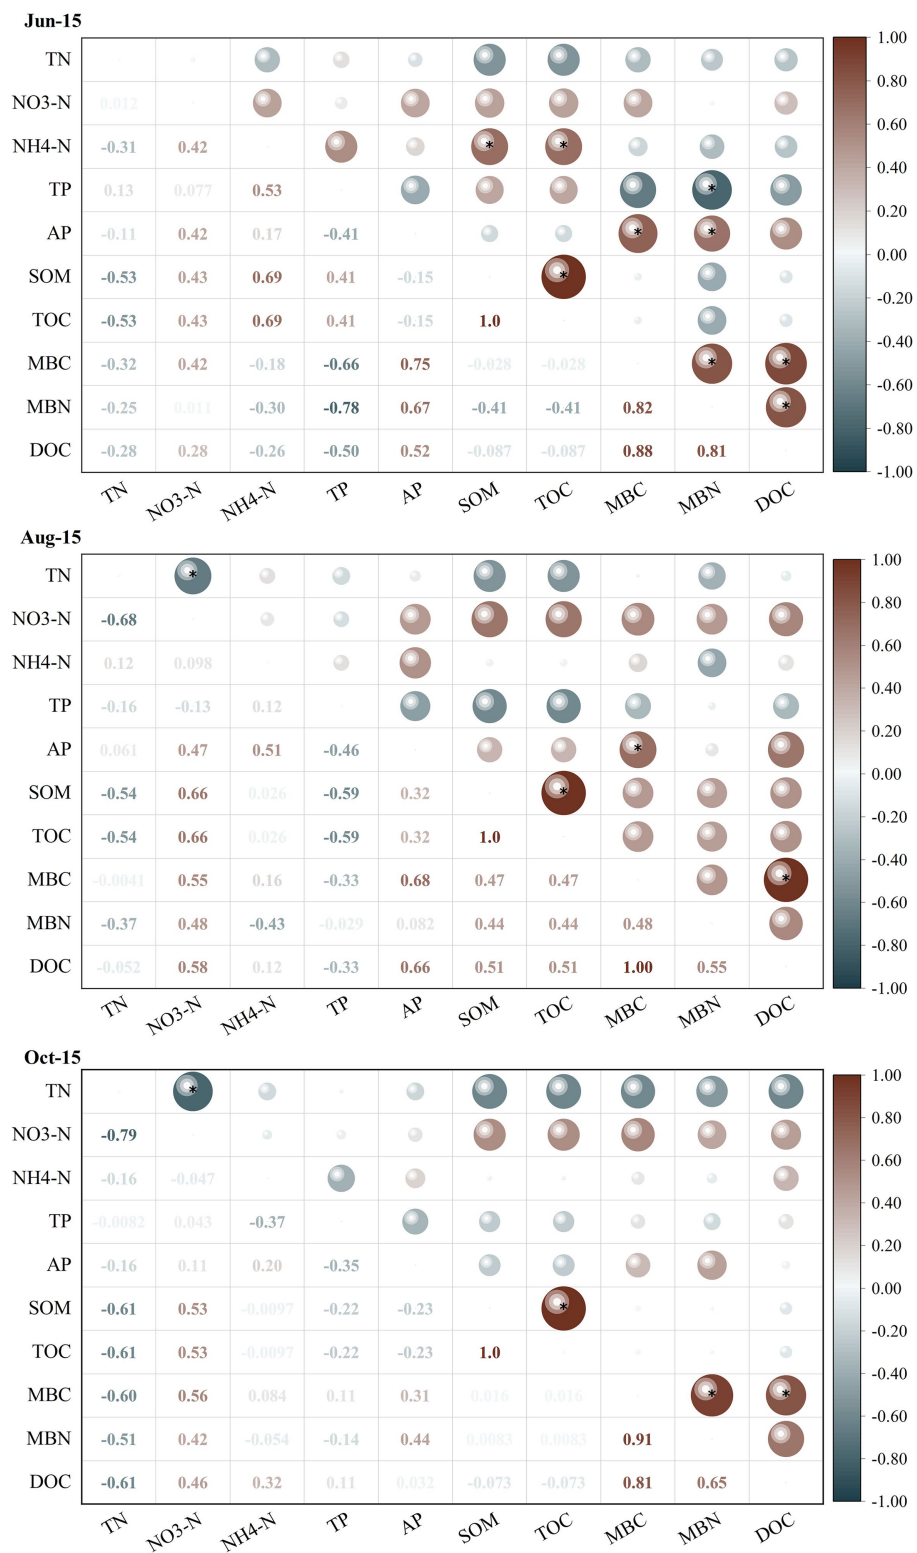 Jun-15
TN
1.00
NO3-N 0.012
0.80
NH4-N -0.31 0.42 * *
0.60
TP 0.13 0.077 0.53 *
0.40
AP -0.11 0.42 0.17 -0.41 * *
0.20
0.00
SOM -0.53 0.43 0.69 0.41 -0.15 *
-0.20
TOC -0.53 0.43 0.69 0.41 -0.15 1.0
-0.40
MBC -0.32 0.42 -0.18 -0.66 0.75 -0.028 -0.028 * *
-0.60
MBN -0.25 0.011 -0.30 -0.78 0.67 -0.41 -0.41 0.82 *
-0.80
DOC -0.28 0.28 -0.26 -0.50 0.52 -0.087 -0.087 0.88 0.81
-1.00
TN NO3-N NH4-N TP AP SOM TOC MBC MBN DOC
Aug-15
TN *
1.00
NO3-N -0.68
0.80
NH4-N 0.12 0.098
0.60
TP -0.16 -0.13 0.12
0.40
AP 0.061 0.47 0.51 -0.46 *
0.20
0.00
SOM -0.54 0.66 0.026 -0.59 0.32 *
-0.20
TOC -0.54 0.66 0.026 -0.59 0.32 1.0
-0.40
MBC -0.0041 0.55 0.16 -0.33 0.68 0.47 0.47 *
-0.60
MBN -0.37 0.48 -0.43 -0.029 0.082 0.44 0.44 0.48
-0.80
DOC -0.052 0.58 0.12 -0.33 0.66 0.51 0.51 1.00 0.55
-1.00
TN NO3-N NH4-N TP AP SOM TOC MBC MBN DOC
Oct-15
TN *
1.00
NO3-N -0.79
0.80
NH4-N -0.16 -0.047
0.60
TP -0.0082 0.043 -0.37
0.40
AP -0.16 0.11 0.20 -0.35
0.20
0.00
SOM -0.61 0.53 -0.0097 -0.22 -0.23 *
-0.20
TOC -0.61 0.53 -0.0097 -0.22 -0.23 1.0
-0.40
MBC -0.60 0.56 0.084 0.11 0.31 0.016 0.016 * *
-0.60
MBN -0.51 0.42 -0.054 -0.14 0.44 0.0083 0.0083 0.91
-0.80
DOC -0.61 0.46 0.32 0.11 0.032 -0.073 -0.073 0.81 0.65
-1.00
TN NO3-N NH4-N TP AP SOM TOC MBC MBN DOC